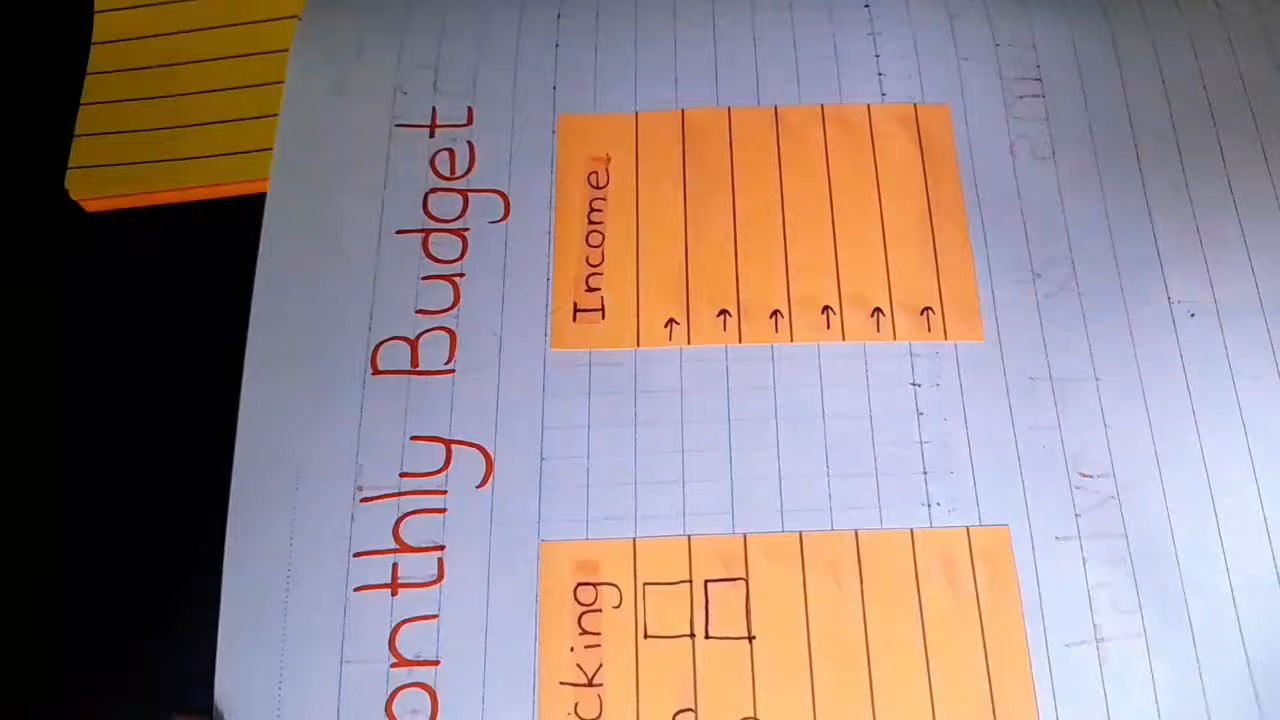 onthly Budget
Income
→
→
→
→
→
→
cking